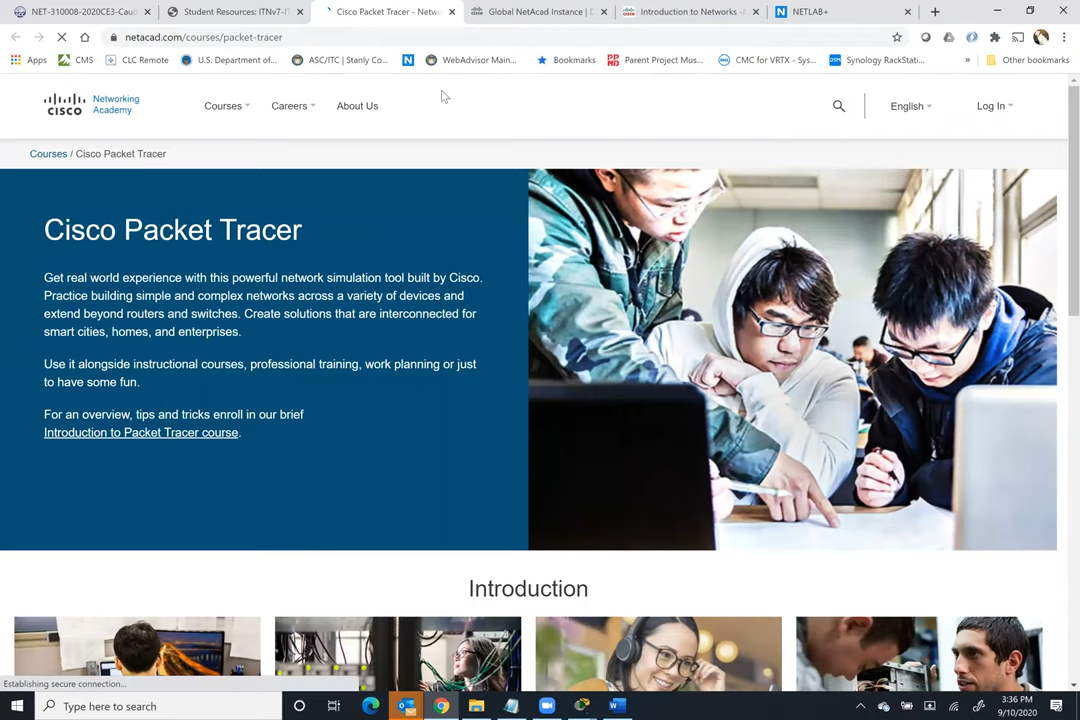 NET-310008-2020CE3-Caud
Student Resources: ITNv7-IT
Cisco Packet Tracer - Netwo
Global NetAcad Instance | D
Introduction to Networks -M
NETLAB+
netacad.com/courses/packet-tracer
Apps
CMS
CLC Remote
U.S. Department of...
ASC/ITC | Stanly Co...
WebAdvisor Main...
Bookmarks
Parent Project Mus...
CMC for VRTX - Sys...
Synology RackStati...
»
Other bookmarks
CISCO
Networking
Academy
Courses
Careers
About Us
English
Log In
Courses / Cisco Packet Tracer
Cisco Packet Tracer
Get real world experience with this powerful network simulation tool built by Cisco.
Practice building simple and complex networks across a variety of devices and
extend beyond routers and switches. Create solutions that are interconnected for
smart cities, homes, and enterprises.
Use it alongside instructional courses, professional training, work planning or just
to have some fun.
For an overview, tips and tricks enroll in our brief
Introduction to Packet Tracer course.
Introduction
Establishing secure connection...
Type here to search
3:36 PM
9/10/2020